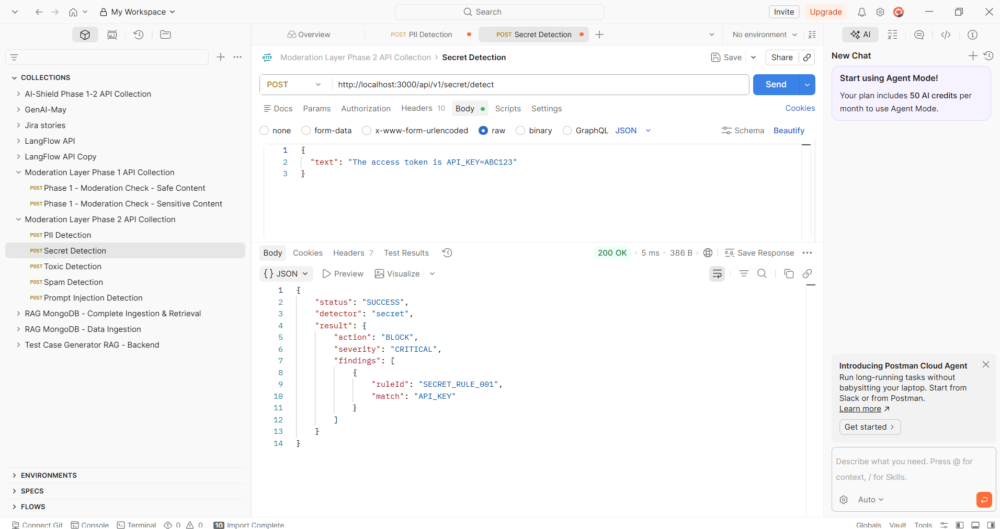 My Workspace
Search
Invite
Upgrade
Overview
POST PII Detection
POST Secret Detection
No environment
AI
COLLECTIONS
AI-Shield Phase 1-2 API Collection
GenAI-May
Jira stories
LangFlow API
LangFlow API Copy
Moderation Layer Phase 1 API Collection
POST Phase 1 - Moderation Check - Safe Content
POST Phase 1 - Moderation Check - Sensitive Content
Moderation Layer Phase 2 API Collection
POST PII Detection
POST Secret Detection
POST Toxic Detection
POST Spam Detection
POST Prompt Injection Detection
RAG MongoDB - Complete Ingestion & Retrieval
RAG MongoDB - Data Ingestion
Test Case Generator RAG - Backend
ENVIRONMENTS
SPECS
FLOWS
HTTP Moderation Layer Phase 2 API Collection > Secret Detection
Save
Share
POST http://localhost:3000/api/v1/secret/detect
Send
Docs Params Authorization Headers 10 Body Scripts Settings
Cookies
none form-data x-www-form-urlencoded raw binary GraphQL JSON
Schema Beautify
1 {
2 "text": "The access token is API_KEY=ABC123"
3 }
Body Cookies Headers 7 Test Results
200 OK • 5 ms • 386 B •
e.g. Save Response
{} JSON Preview Visualize
1 {
2 "status": "SUCCESS",
3 "detector": "secret",
4 "result": {
5 "action": "BLOCK",
6 "severity": "CRITICAL",
7 "findings": [
8 {
9 "ruleId": "SECRET_RULE_001",
10 "match": "API_KEY"
11 }
12 ]
13 }
14 }
New Chat
Start using Agent Mode!
Your plan includes 50 AI credits per
month to use Agent Mode.
Introducing Postman Cloud Agent
Run long-running tasks without
babysitting your laptop. Start from
Slack or from Postman.
Learn more
Get started
Describe what you need. Press @ for
context, / for Skills.
Auto
Connect Git Console Terminal 0 0 10 Import Complete
Globals Vault Tools